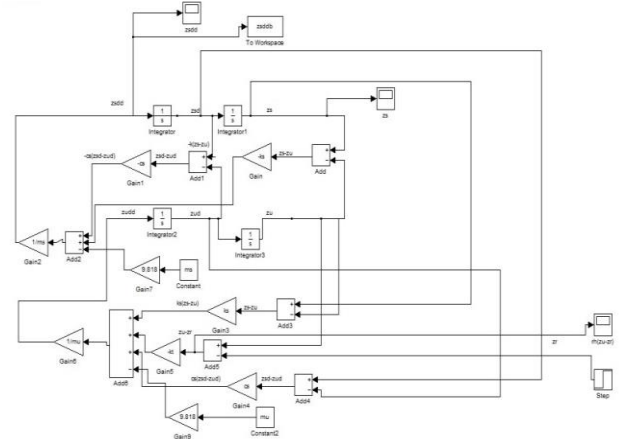 zsdd
zsddb
To Workspace
zsdd
1
s
Integrator
zsd
1
s
Integrator1
zs
zs
-k(zs-zu)
-cs(zsd-zud)
-cs
Gain1
zsd-zud
Add1
-ks
Gain
zs-zu
Add
zudd
1
s
Integrator2
zud
1
s
Integrator3
zu
1/ms
Gain2
Add2
9.818
Gain7
ms
Constant
ks(zs-zu)
ks
Gain3
zs-zu
Add3
1/mu
Gain6
Add6
zu-zr
-kt
Gain5
Add5
zr
rh(zu-zr)
cs(zsd-zud)
cs
Gain4
zsd-zud
Add4
Step
9.818
Gain9
mu
Constant2